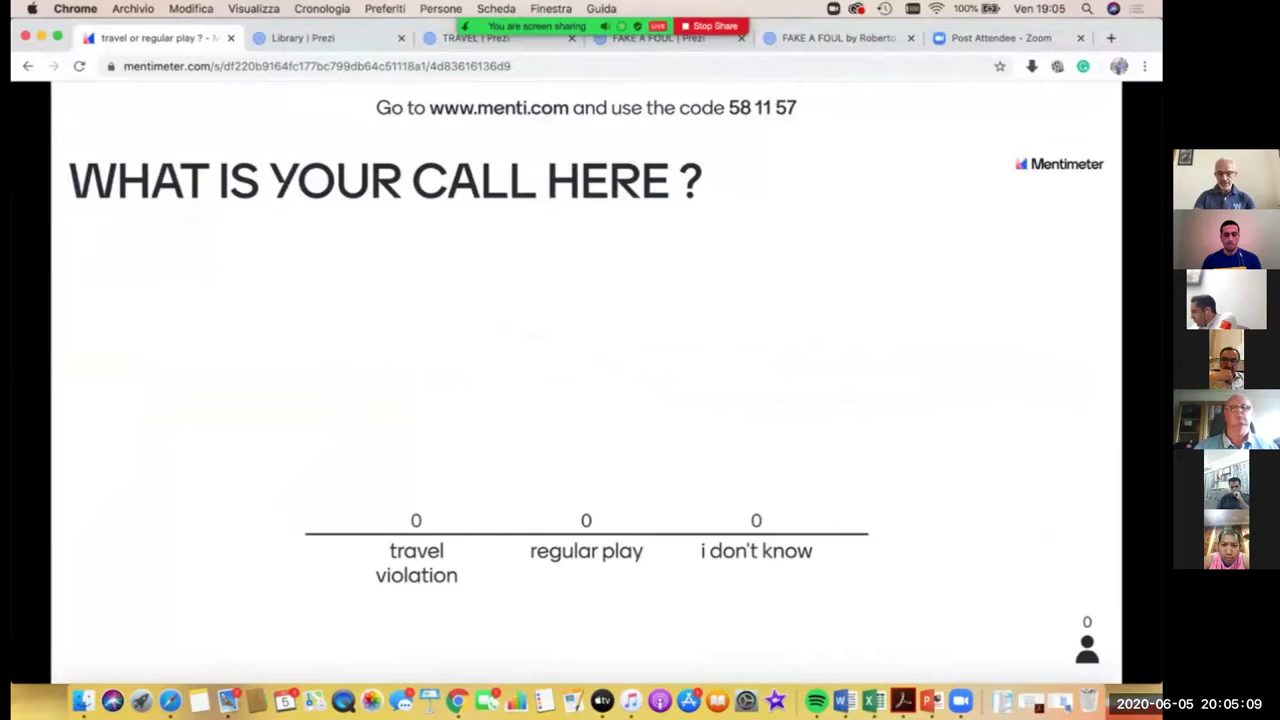 Chrome Archivio Modifica Visualizza Cronologia Preferiti Persone Scheda Finestra Guida 100% Ven 19:05
You are screen sharing LIVE Stop Share
travel or regular play ? - M Library | Prezi TRAVEL | Prezi FAKE A FOUL | Prezi FAKE A FOUL by Roberto Post Attendee - Zoom
mentimeter.com/s/df220b9164fc177bc799db64c51118a1/4d83616136d9
Go to www.menti.com and use the code 58 11 57
WHAT IS YOUR CALL HERE ?
Mentimeter
0 0 0
travel violation
regular play
i don't know
0
2020-06-05 20:05:09